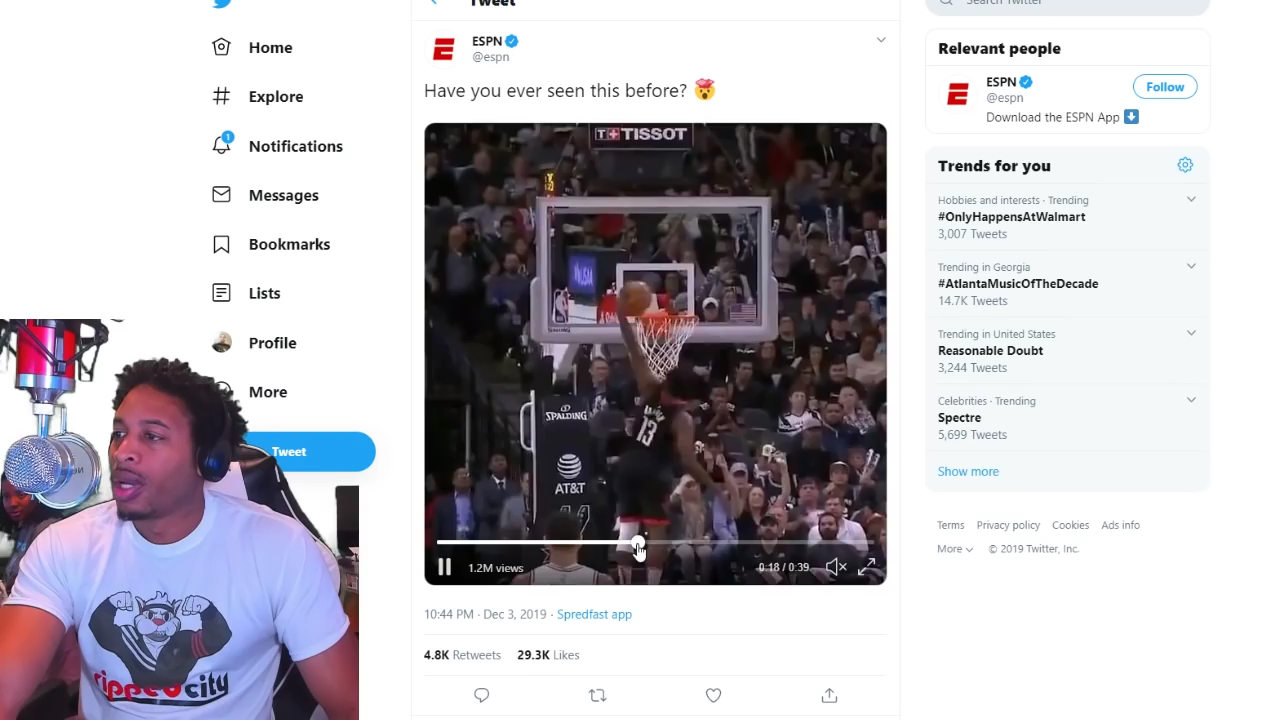 Tweet
Search Twitter
Home
Explore
1
Notifications
Messages
Bookmarks
Lists
Profile
More
Tweet
ESPN
@espn
Have you ever seen this before? 🤯
T+TISSOT
SPALDING
AT&T
13
1.2M views
0:18 / 0:39
10:44 PM · Dec 3, 2019 · Spredfast app
4.8K Retweets 29.3K Likes
Relevant people
ESPN
@espn
Follow
Download the ESPN App ⬇️
Trends for you
Hobbies and interests · Trending
#OnlyHappensAtWalmart
3,007 Tweets
Trending in Georgia
#AtlantaMusicOfTheDecade
14.7K Tweets
Trending in United States
Reasonable Doubt
3,244 Tweets
Celebrities · Trending
Spectre
5,699 Tweets
Show more
Terms Privacy policy Cookies Ads info
More © 2019 Twitter, Inc.
rippedcity